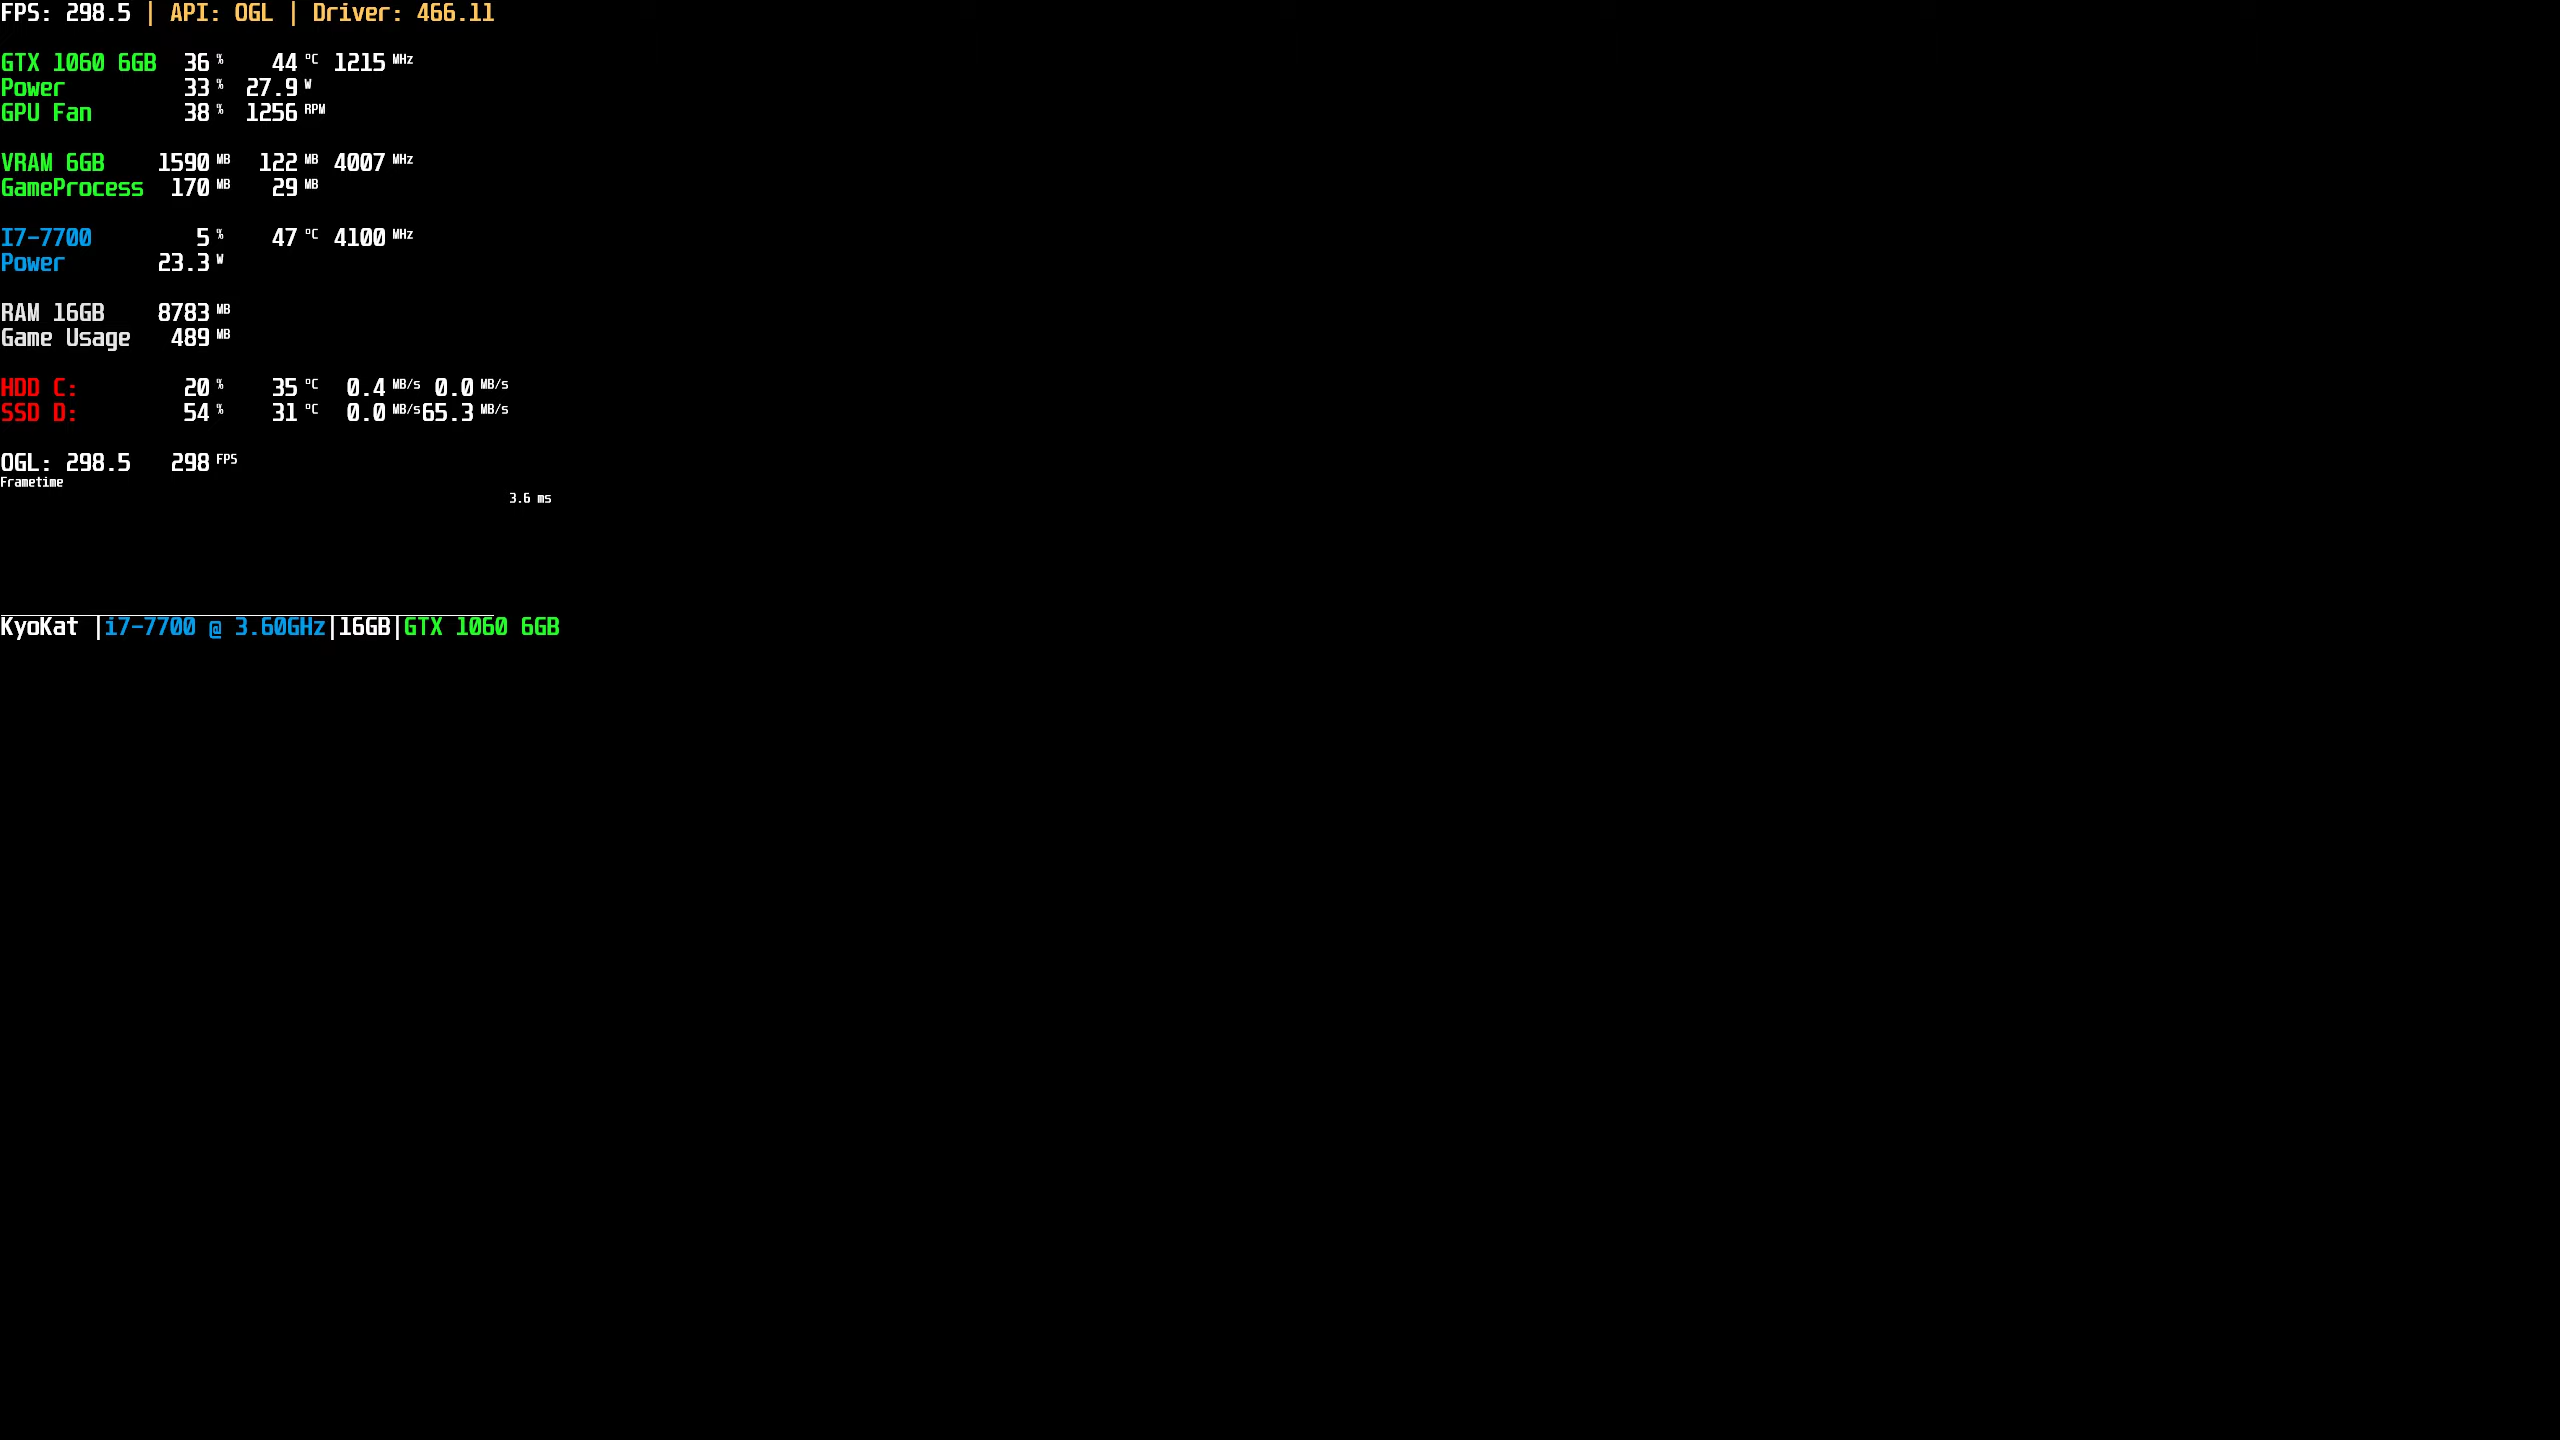 FPS: 298.5 | API: OGL | Driver: 466.11
GTX 1060 6GB 36 % 44 °C 1215 MHz
Power 33 % 27.9 W
GPU Fan 38 % 1256 RPM
VRAM 6GB 1590 MB 122 MB 4007 MHz
GameProcess 170 MB 29 MB
I7-7700 5 % 47 °C 4100 MHz
Power 23.3 W
RAM 16GB 8783 MB
Game Usage 489 MB
HDD C: 20 % 35 °C 0.4 MB/s 0.0 MB/s
SSD D: 54 % 31 °C 0.0 MB/s 65.3 MB/s
OGL: 298.5 298 FPS
Frametime
3.6 ms
KyoKat |i7-7700 @ 3.60GHz|16GB|GTX 1060 6GB